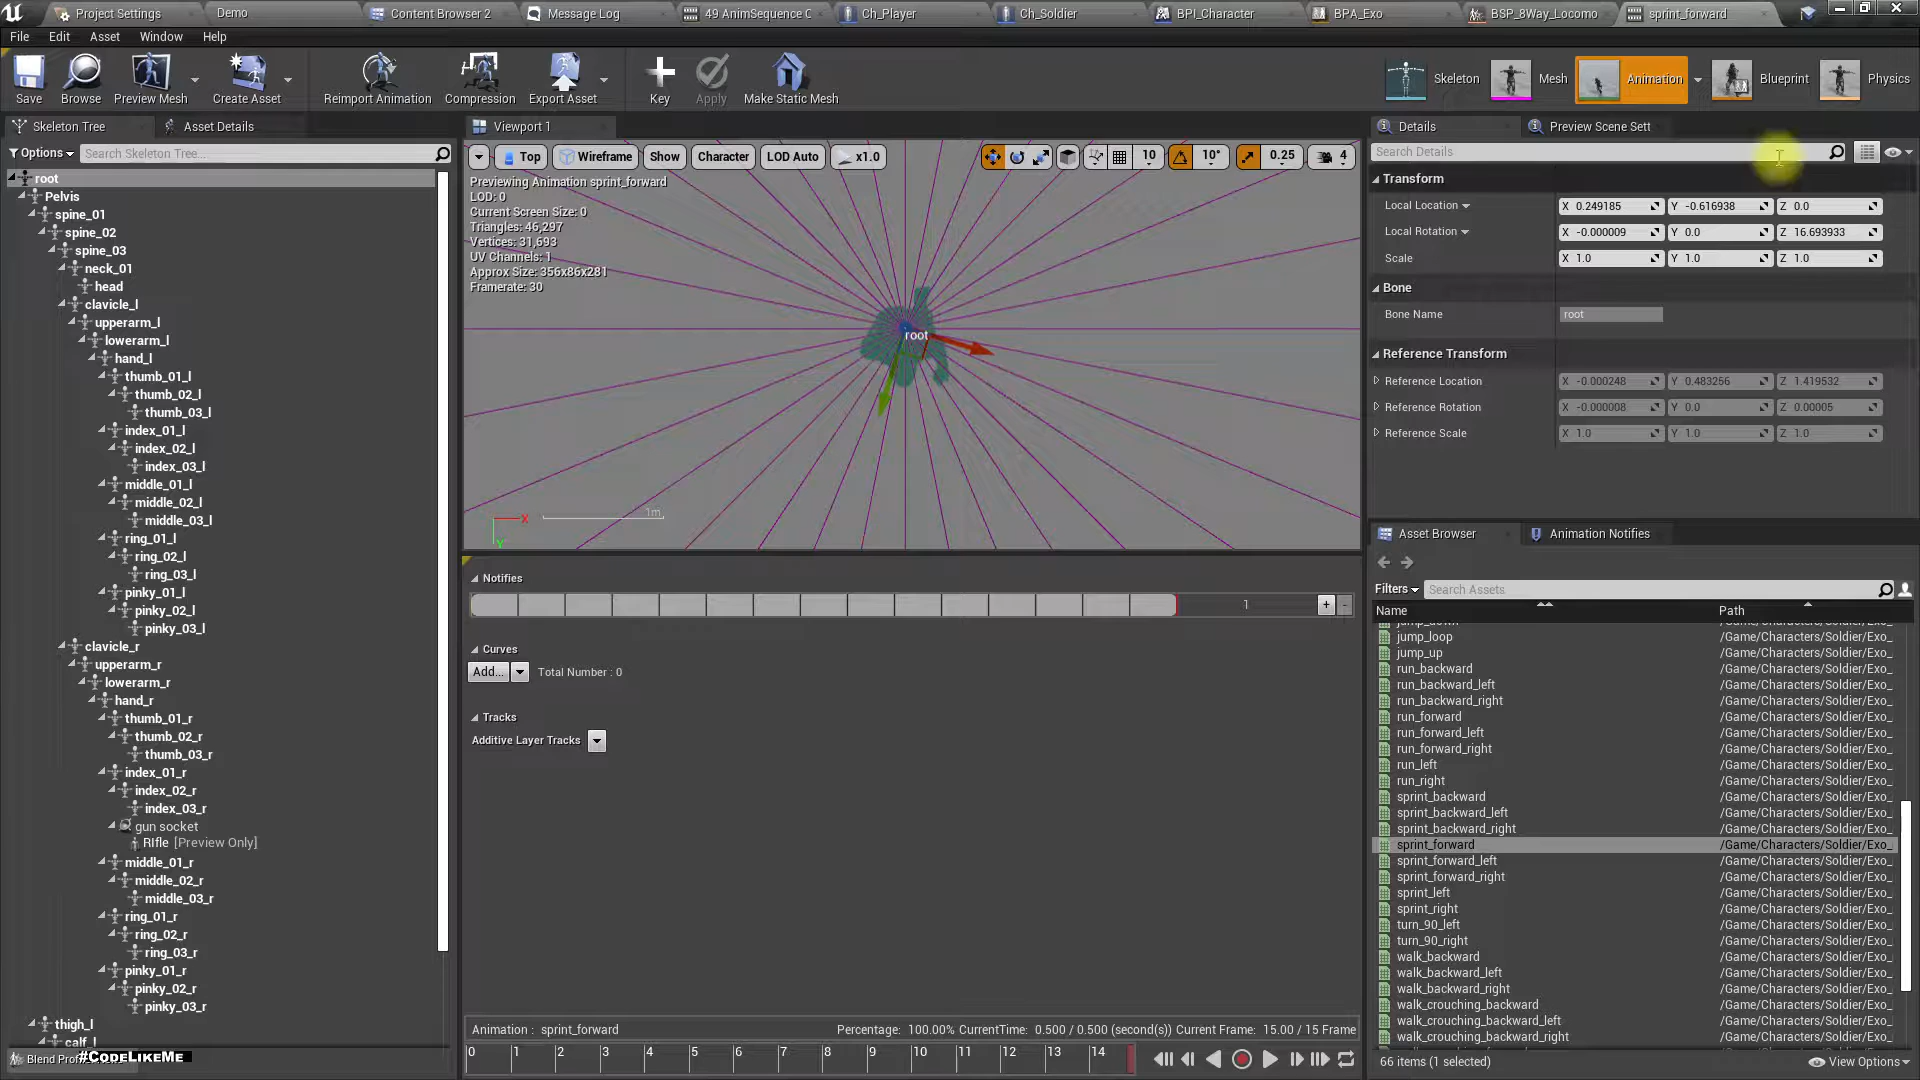 Project Settings
Demo
Content Browser 2
Message Log
49 AnimSequence C
Ch_Player
Ch_Soldier
BPI_Character
BPA_Exo
BSP_8Way_Locomo
sprint_forward
File Edit Asset Window Help
Save
Browse
Preview Mesh
Create Asset
Reimport Animation
Compression
Export Asset
Key
Apply
Make Static Mesh
Skeleton
Mesh
Animation
Blueprint
Physics
Skeleton Tree
Asset Details
Options
Search Skeleton Tree...
root
Pelvis
spine_01
spine_02
spine_03
neck_01
head
clavicle_l
upperarm_l
lowerarm_l
hand_l
thumb_01_l
thumb_02_l
thumb_03_l
index_01_l
index_02_l
index_03_l
middle_01_l
middle_02_l
middle_03_l
ring_01_l
ring_02_l
ring_03_l
pinky_01_l
pinky_02_l
pinky_03_l
clavicle_r
upperarm_r
lowerarm_r
hand_r
thumb_01_r
thumb_02_r
thumb_03_r
index_01_r
index_02_r
index_03_r
gun socket
RIfle [Preview Only]
middle_01_r
middle_02_r
middle_03_r
ring_01_r
ring_02_r
ring_03_r
pinky_01_r
pinky_02_r
pinky_03_r
thigh_l
calf_l
Blend Pro
#CodeLikeMe
Viewport 1
Top Wireframe Show Character LOD Auto x1.0
10 10° 0.25 4
Previewing Animation sprint_forward
LOD: 0
Current Screen Size: 0
Triangles: 46,297
Vertices: 31,693
UV Channels: 1
Approx Size: 356x86x281
Framerate: 30
root
X
Y
1m
Notifies
1
+ -
Curves
Add... Total Number : 0
Tracks
Additive Layer Tracks
Animation : sprint_forward
Percentage: 100.00% CurrentTime: 0.500 / 0.500 (second(s)) Current Frame: 15.00 / 15 Frame
0 1 2 3 4 5 6 7 8 9 10 11 12 13 14
Details
Preview Scene Sett
Search Details
Transform
Local Location X 0.249185 Y -0.616938 Z 0.0
Local Rotation X -0.000009 Y 0.0 Z 16.693933
Scale X 1.0 Y 1.0 Z 1.0
Bone
Bone Name root
Reference Transform
Reference Location X -0.000248 Y 0.483256 Z 1.419532
Reference Rotation X -0.000008 Y 0.0 Z 0.00005
Reference Scale X 1.0 Y 1.0 Z 1.0
Asset Browser
Animation Notifies
Filters
Search Assets
Name Path
jump_down
jump_loop /Game/Characters/Soldier/Exo_
jump_up /Game/Characters/Soldier/Exo_
run_backward /Game/Characters/Soldier/Exo_
run_backward_left /Game/Characters/Soldier/Exo_
run_backward_right /Game/Characters/Soldier/Exo_
run_forward /Game/Characters/Soldier/Exo_
run_forward_left /Game/Characters/Soldier/Exo_
run_forward_right /Game/Characters/Soldier/Exo_
run_left /Game/Characters/Soldier/Exo_
run_right /Game/Characters/Soldier/Exo_
sprint_backward /Game/Characters/Soldier/Exo_
sprint_backward_left /Game/Characters/Soldier/Exo_
sprint_backward_right /Game/Characters/Soldier/Exo_
sprint_forward /Game/Characters/Soldier/Exo_
sprint_forward_left /Game/Characters/Soldier/Exo_
sprint_forward_right /Game/Characters/Soldier/Exo_
sprint_left /Game/Characters/Soldier/Exo_
sprint_right /Game/Characters/Soldier/Exo_
turn_90_left /Game/Characters/Soldier/Exo_
turn_90_right /Game/Characters/Soldier/Exo_
walk_backward /Game/Characters/Soldier/Exo_
walk_backward_left /Game/Characters/Soldier/Exo_
walk_backward_right /Game/Characters/Soldier/Exo_
walk_crouching_backward /Game/Characters/Soldier/Exo_
walk_crouching_backward_left /Game/Characters/Soldier/Exo_
walk_crouching_backward_right /Game/Characters/Soldier/Exo_
66 items (1 selected)
View Options